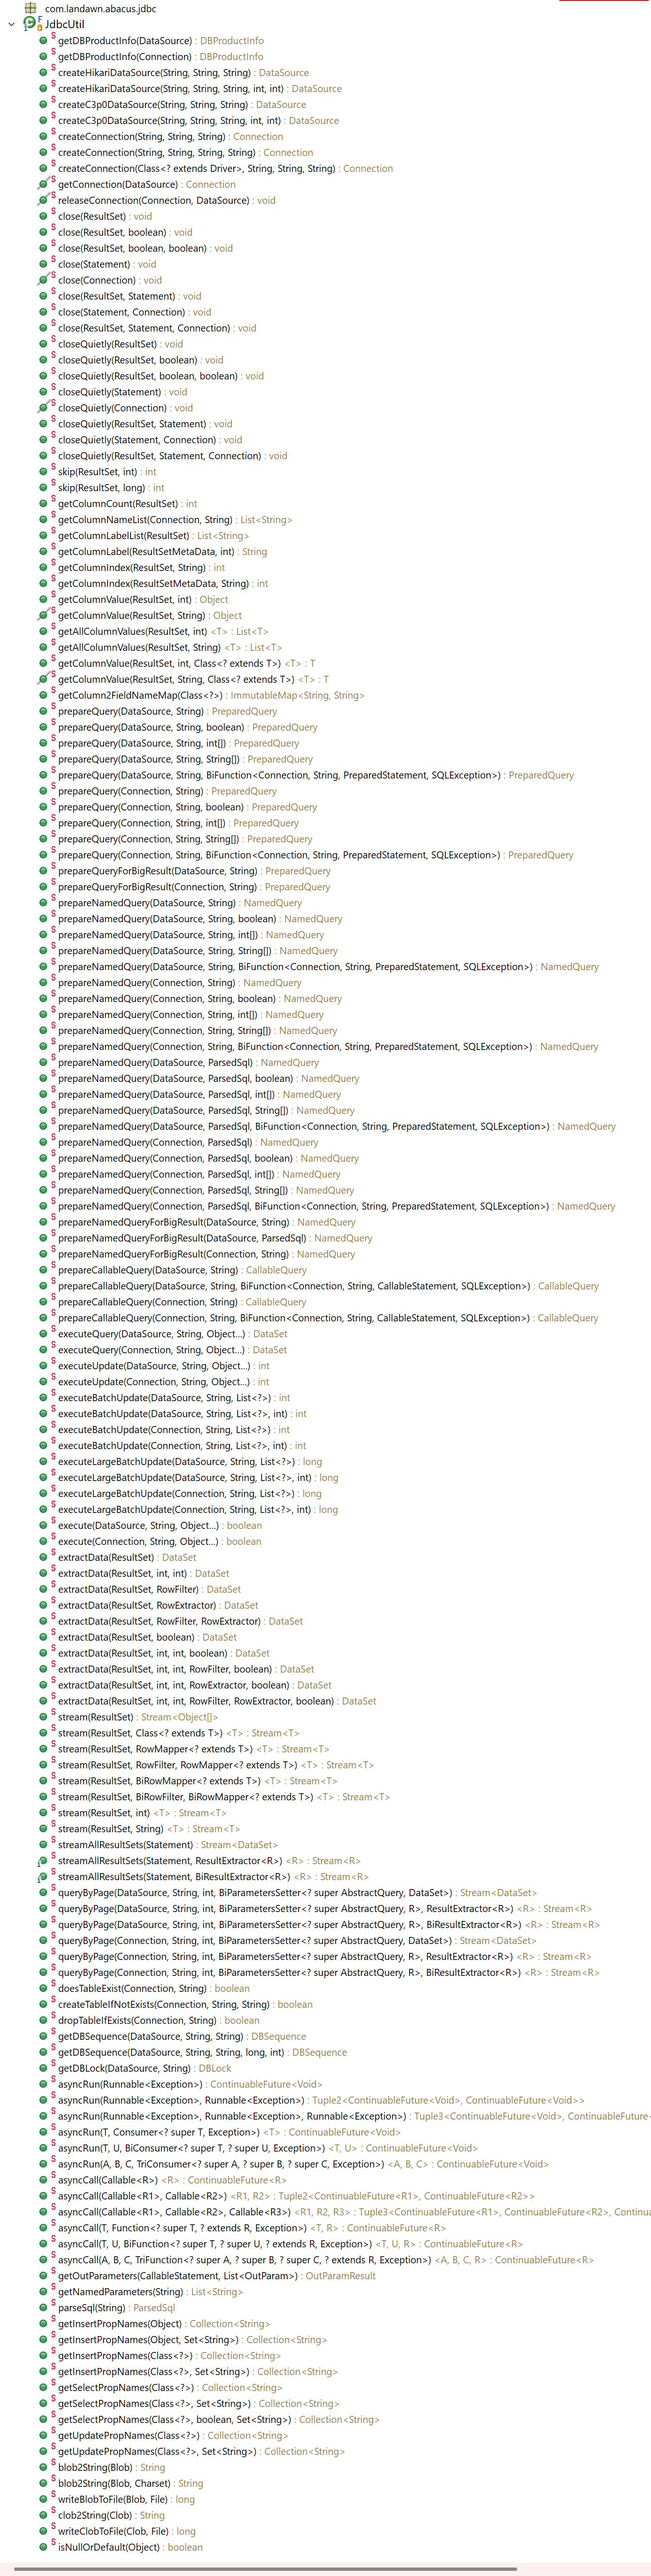 com.landawn.abacus.jdbc
JdbcUtil
getDBProductInfo(DataSource) : DBProductInfo
getDBProductInfo(Connection) : DBProductInfo
createHikariDataSource(String, String, String) : DataSource
createHikariDataSource(String, String, String, int, int) : DataSource
createC3p0DataSource(String, String, String) : DataSource
createC3p0DataSource(String, String, String, int, int) : DataSource
createConnection(String, String, String) : Connection
createConnection(String, String, String, String) : Connection
createConnection(Class<? extends Driver>, String, String, String) : Connection
getConnection(DataSource) : Connection
releaseConnection(Connection, DataSource) : void
close(ResultSet) : void
close(ResultSet, boolean) : void
close(ResultSet, boolean, boolean) : void
close(Statement) : void
close(Connection) : void
close(ResultSet, Statement) : void
close(Statement, Connection) : void
close(ResultSet, Statement, Connection) : void
closeQuietly(ResultSet) : void
closeQuietly(ResultSet, boolean) : void
closeQuietly(ResultSet, boolean, boolean) : void
closeQuietly(Statement) : void
closeQuietly(Connection) : void
closeQuietly(ResultSet, Statement) : void
closeQuietly(Statement, Connection) : void
closeQuietly(ResultSet, Statement, Connection) : void
skip(ResultSet, int) : int
skip(ResultSet, long) : int
getColumnCount(ResultSet) : int
getColumnNameList(Connection, String) : List<String>
getColumnLabelList(ResultSet) : List<String>
getColumnLabel(ResultSetMetaData, int) : String
getColumnIndex(ResultSet, String) : int
getColumnIndex(ResultSetMetaData, String) : int
getColumnValue(ResultSet, int) : Object
getColumnValue(ResultSet, String) : Object
getAllColumnValues(ResultSet, int) <T> : List<T>
getAllColumnValues(ResultSet, String) <T> : List<T>
getColumnValue(ResultSet, int, Class<? extends T>) <T> : T
getColumnValue(ResultSet, String, Class<? extends T>) <T> : T
getColumn2FieldNameMap(Class<?>) : ImmutableMap<String, String>
prepareQuery(DataSource, String) : PreparedQuery
prepareQuery(DataSource, String, boolean) : PreparedQuery
prepareQuery(DataSource, String, int[]) : PreparedQuery
prepareQuery(DataSource, String, String[]) : PreparedQuery
prepareQuery(DataSource, String, BiFunction<Connection, String, PreparedStatement, SQLException>) : PreparedQuery
prepareQuery(Connection, String) : PreparedQuery
prepareQuery(Connection, String, boolean) : PreparedQuery
prepareQuery(Connection, String, int[]) : PreparedQuery
prepareQuery(Connection, String, String[]) : PreparedQuery
prepareQuery(Connection, String, BiFunction<Connection, String, PreparedStatement, SQLException>) : PreparedQuery
prepareQueryForBigResult(DataSource, String) : PreparedQuery
prepareQueryForBigResult(Connection, String) : PreparedQuery
prepareNamedQuery(DataSource, String) : NamedQuery
prepareNamedQuery(DataSource, String, boolean) : NamedQuery
prepareNamedQuery(DataSource, String, int[]) : NamedQuery
prepareNamedQuery(DataSource, String, String[]) : NamedQuery
prepareNamedQuery(DataSource, String, BiFunction<Connection, String, PreparedStatement, SQLException>) : NamedQuery
prepareNamedQuery(Connection, String) : NamedQuery
prepareNamedQuery(Connection, String, boolean) : NamedQuery
prepareNamedQuery(Connection, String, int[]) : NamedQuery
prepareNamedQuery(Connection, String, String[]) : NamedQuery
prepareNamedQuery(Connection, String, BiFunction<Connection, String, PreparedStatement, SQLException>) : NamedQuery
prepareNamedQuery(DataSource, ParsedSql) : NamedQuery
prepareNamedQuery(DataSource, ParsedSql, boolean) : NamedQuery
prepareNamedQuery(DataSource, ParsedSql, int[]) : NamedQuery
prepareNamedQuery(DataSource, ParsedSql, String[]) : NamedQuery
prepareNamedQuery(DataSource, ParsedSql, BiFunction<Connection, String, PreparedStatement, SQLException>) : NamedQuery
prepareNamedQuery(Connection, ParsedSql) : NamedQuery
prepareNamedQuery(Connection, ParsedSql, boolean) : NamedQuery
prepareNamedQuery(Connection, ParsedSql, int[]) : NamedQuery
prepareNamedQuery(Connection, ParsedSql, String[]) : NamedQuery
prepareNamedQuery(Connection, ParsedSql, BiFunction<Connection, String, PreparedStatement, SQLException>) : NamedQuery
prepareNamedQueryForBigResult(DataSource, String) : NamedQuery
prepareNamedQueryForBigResult(DataSource, ParsedSql) : NamedQuery
prepareNamedQueryForBigResult(Connection, String) : NamedQuery
prepareCallableQuery(DataSource, String) : CallableQuery
prepareCallableQuery(DataSource, String, BiFunction<Connection, String, CallableStatement, SQLException>) : CallableQuery
prepareCallableQuery(Connection, String) : CallableQuery
prepareCallableQuery(Connection, String, BiFunction<Connection, String, CallableStatement, SQLException>) : CallableQuery
executeQuery(DataSource, String, Object...) : DataSet
executeQuery(Connection, String, Object...) : DataSet
executeUpdate(DataSource, String, Object...) : int
executeUpdate(Connection, String, Object...) : int
executeBatchUpdate(DataSource, String, List<?>) : int
executeBatchUpdate(DataSource, String, List<?>, int) : int
executeBatchUpdate(Connection, String, List<?>) : int
executeBatchUpdate(Connection, String, List<?>, int) : int
executeLargeBatchUpdate(DataSource, String, List<?>) : long
executeLargeBatchUpdate(DataSource, String, List<?>, int) : long
executeLargeBatchUpdate(Connection, String, List<?>) : long
executeLargeBatchUpdate(Connection, String, List<?>, int) : long
execute(DataSource, String, Object...) : boolean
execute(Connection, String, Object...) : boolean
extractData(ResultSet) : DataSet
extractData(ResultSet, int, int) : DataSet
extractData(ResultSet, RowFilter) : DataSet
extractData(ResultSet, RowExtractor) : DataSet
extractData(ResultSet, RowFilter, RowExtractor) : DataSet
extractData(ResultSet, boolean) : DataSet
extractData(ResultSet, int, int, boolean) : DataSet
extractData(ResultSet, int, int, RowFilter, boolean) : DataSet
extractData(ResultSet, int, int, RowExtractor, boolean) : DataSet
extractData(ResultSet, int, int, RowFilter, RowExtractor, boolean) : DataSet
stream(ResultSet) : Stream<Object[]>
stream(ResultSet, Class<? extends T>) <T> : Stream<T>
stream(ResultSet, RowMapper<? extends T>) <T> : Stream<T>
stream(ResultSet, RowFilter, RowMapper<? extends T>) <T> : Stream<T>
stream(ResultSet, BiRowMapper<? extends T>) <T> : Stream<T>
stream(ResultSet, BiRowFilter, BiRowMapper<? extends T>) <T> : Stream<T>
stream(ResultSet, int) <T> : Stream<T>
stream(ResultSet, String) <T> : Stream<T>
streamAllResultSets(Statement) : Stream<DataSet>
streamAllResultSets(Statement, ResultExtractor<R>) <R> : Stream<R>
streamAllResultSets(Statement, BiResultExtractor<R>) <R> : Stream<R>
queryByPage(DataSource, String, int, BiParametersSetter<? super AbstractQuery, DataSet>) : Stream<DataSet>
queryByPage(DataSource, String, int, BiParametersSetter<? super AbstractQuery, R>, ResultExtractor<R>) <R> : Stream<R>
queryByPage(DataSource, String, int, BiParametersSetter<? super AbstractQuery, R>, BiResultExtractor<R>) <R> : Stream<R>
queryByPage(Connection, String, int, BiParametersSetter<? super AbstractQuery, DataSet>) : Stream<DataSet>
queryByPage(Connection, String, int, BiParametersSetter<? super AbstractQuery, R>, ResultExtractor<R>) <R> : Stream<R>
queryByPage(Connection, String, int, BiParametersSetter<? super AbstractQuery, R>, BiResultExtractor<R>) <R> : Stream<R>
doesTableExist(Connection, String) : boolean
createTableIfNotExists(Connection, String, String) : boolean
dropTableIfExists(Connection, String) : boolean
getDBSequence(DataSource, String, String) : DBSequence
getDBSequence(DataSource, String, String, long, int) : DBSequence
getDBLock(DataSource, String) : DBLock
asyncRun(Runnable<Exception>) : ContinuableFuture<Void>
asyncRun(Runnable<Exception>, Runnable<Exception>) : Tuple2<ContinuableFuture<Void>, ContinuableFuture<Void>>
asyncRun(Runnable<Exception>, Runnable<Exception>, Runnable<Exception>) : Tuple3<ContinuableFuture<Void>, ContinuableFuture<
asyncRun(T, Consumer<? super T, Exception>) <T> : ContinuableFuture<Void>
asyncRun(T, U, BiConsumer<? super T, ? super U, Exception>) <T, U> : ContinuableFuture<Void>
asyncRun(A, B, C, TriConsumer<? super A, ? super B, ? super C, Exception>) <A, B, C> : ContinuableFuture<Void>
asyncCall(Callable<R>) <R> : ContinuableFuture<R>
asyncCall(Callable<R1>, Callable<R2>) <R1, R2> : Tuple2<ContinuableFuture<R1>, ContinuableFuture<R2>>
asyncCall(Callable<R1>, Callable<R2>, Callable<R3>) <R1, R2, R3> : Tuple3<ContinuableFuture<R1>, ContinuableFuture<R2>, Continua
asyncCall(T, Function<? super T, ? extends R, Exception>) <T, R> : ContinuableFuture<R>
asyncCall(T, U, BiFunction<? super T, ? super U, ? extends R, Exception>) <T, U, R> : ContinuableFuture<R>
asyncCall(A, B, C, TriFunction<? super A, ? super B, ? super C, ? extends R, Exception>) <A, B, C, R> : ContinuableFuture<R>
getOutParameters(CallableStatement, List<OutParam>) : OutParamResult
getNamedParameters(String) : List<String>
parseSql(String) : ParsedSql
getInsertPropNames(Object) : Collection<String>
getInsertPropNames(Object, Set<String>) : Collection<String>
getInsertPropNames(Class<?>) : Collection<String>
getInsertPropNames(Class<?>, Set<String>) : Collection<String>
getSelectPropNames(Class<?>) : Collection<String>
getSelectPropNames(Class<?>, Set<String>) : Collection<String>
getSelectPropNames(Class<?>, boolean, Set<String>) : Collection<String>
getUpdatePropNames(Class<?>) : Collection<String>
getUpdatePropNames(Class<?>, Set<String>) : Collection<String>
blob2String(Blob) : String
blob2String(Blob, Charset) : String
writeBlobToFile(Blob, File) : long
clob2String(Clob) : String
writeClobToFile(Clob, File) : long
isNullOrDefault(Object) : boolean